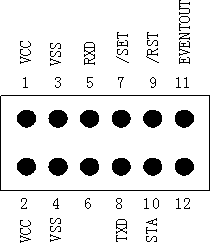 VCC VSS RXD /SET /RST EVENTOUT
1 3 5 7 9 11
2 4 6 8 10 12
VCC VSS TXD STA